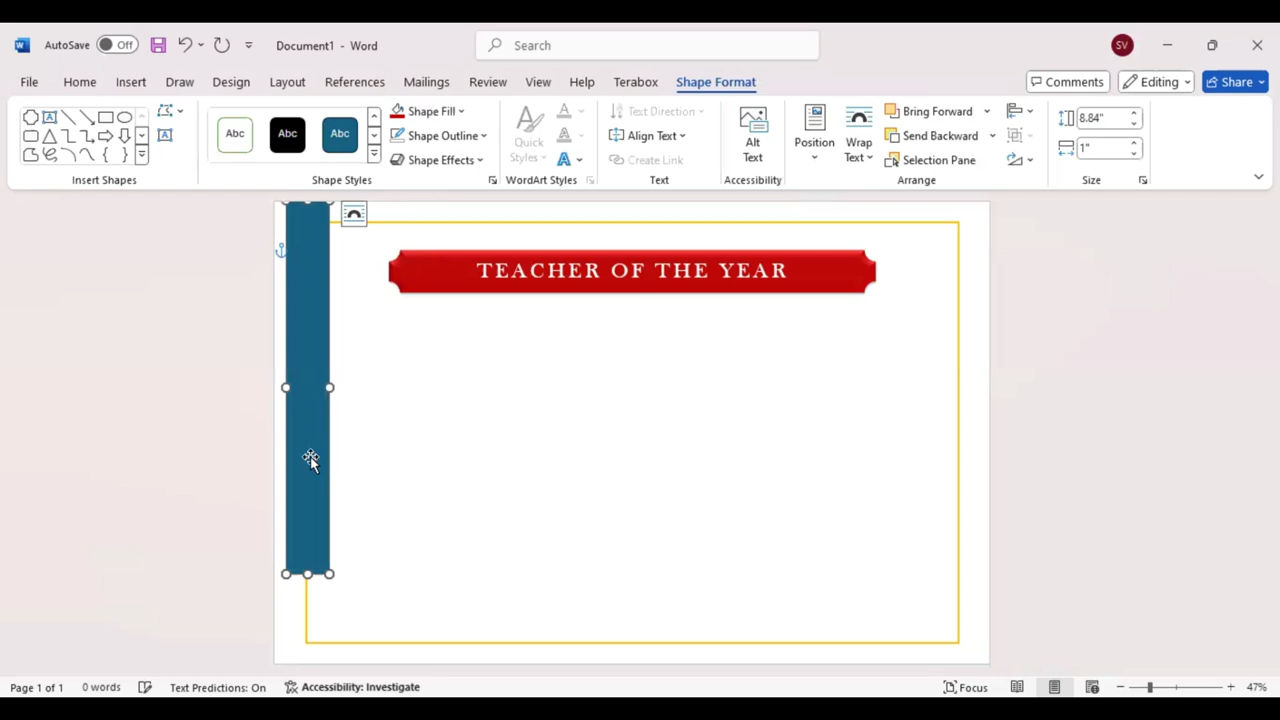 AutoSave Off Document1 - Word Search SV
File Home Insert Draw Design Layout References Mailings Review View Help Terabox Shape Format Comments Editing Share
Abc Abc Abc
Shape Fill
Shape Outline
Shape Effects
Quick
Styles
Text Direction
Align Text
Create Link
Alt
Text
Position
Wrap
Text
Bring Forward
Send Backward
Selection Pane
8.84"
1"
Insert Shapes Shape Styles WordArt Styles Text Accessibility Arrange Size
TEACHER OF THE YEAR
Page 1 of 1 0 words Text Predictions: On Accessibility: Investigate Focus 47%